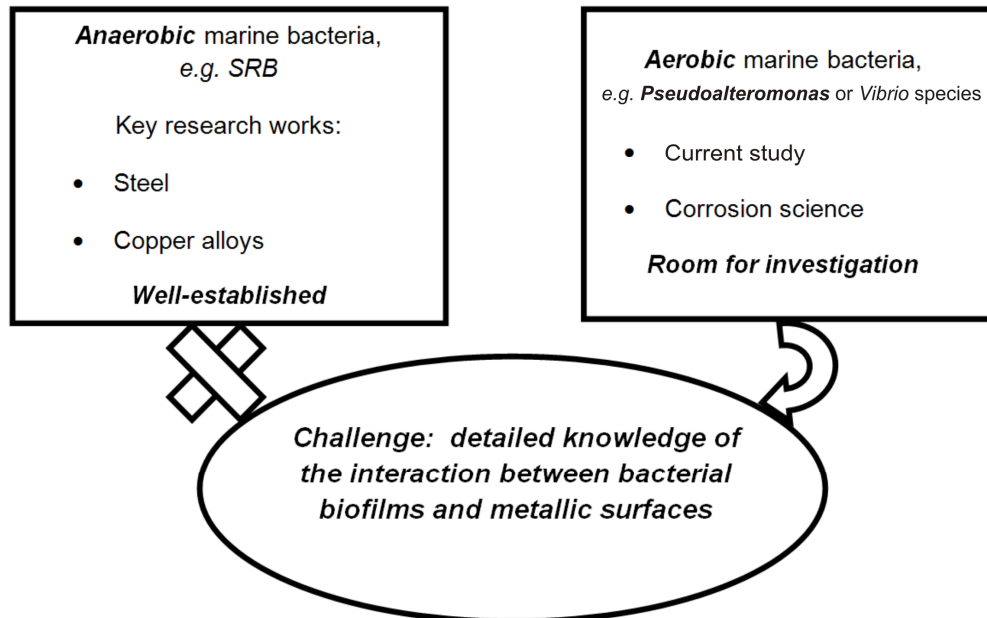 Anaerobic marine bacteria,
e.g. SRB
Key research works:
• Steel
• Copper alloys
Well-established
Aerobic marine bacteria,
e.g. Pseudoalteromonas or Vibrio species
• Current study
• Corrosion science
Room for investigation
Challenge: detailed knowledge of
the interaction between bacterial
biofilms and metallic surfaces